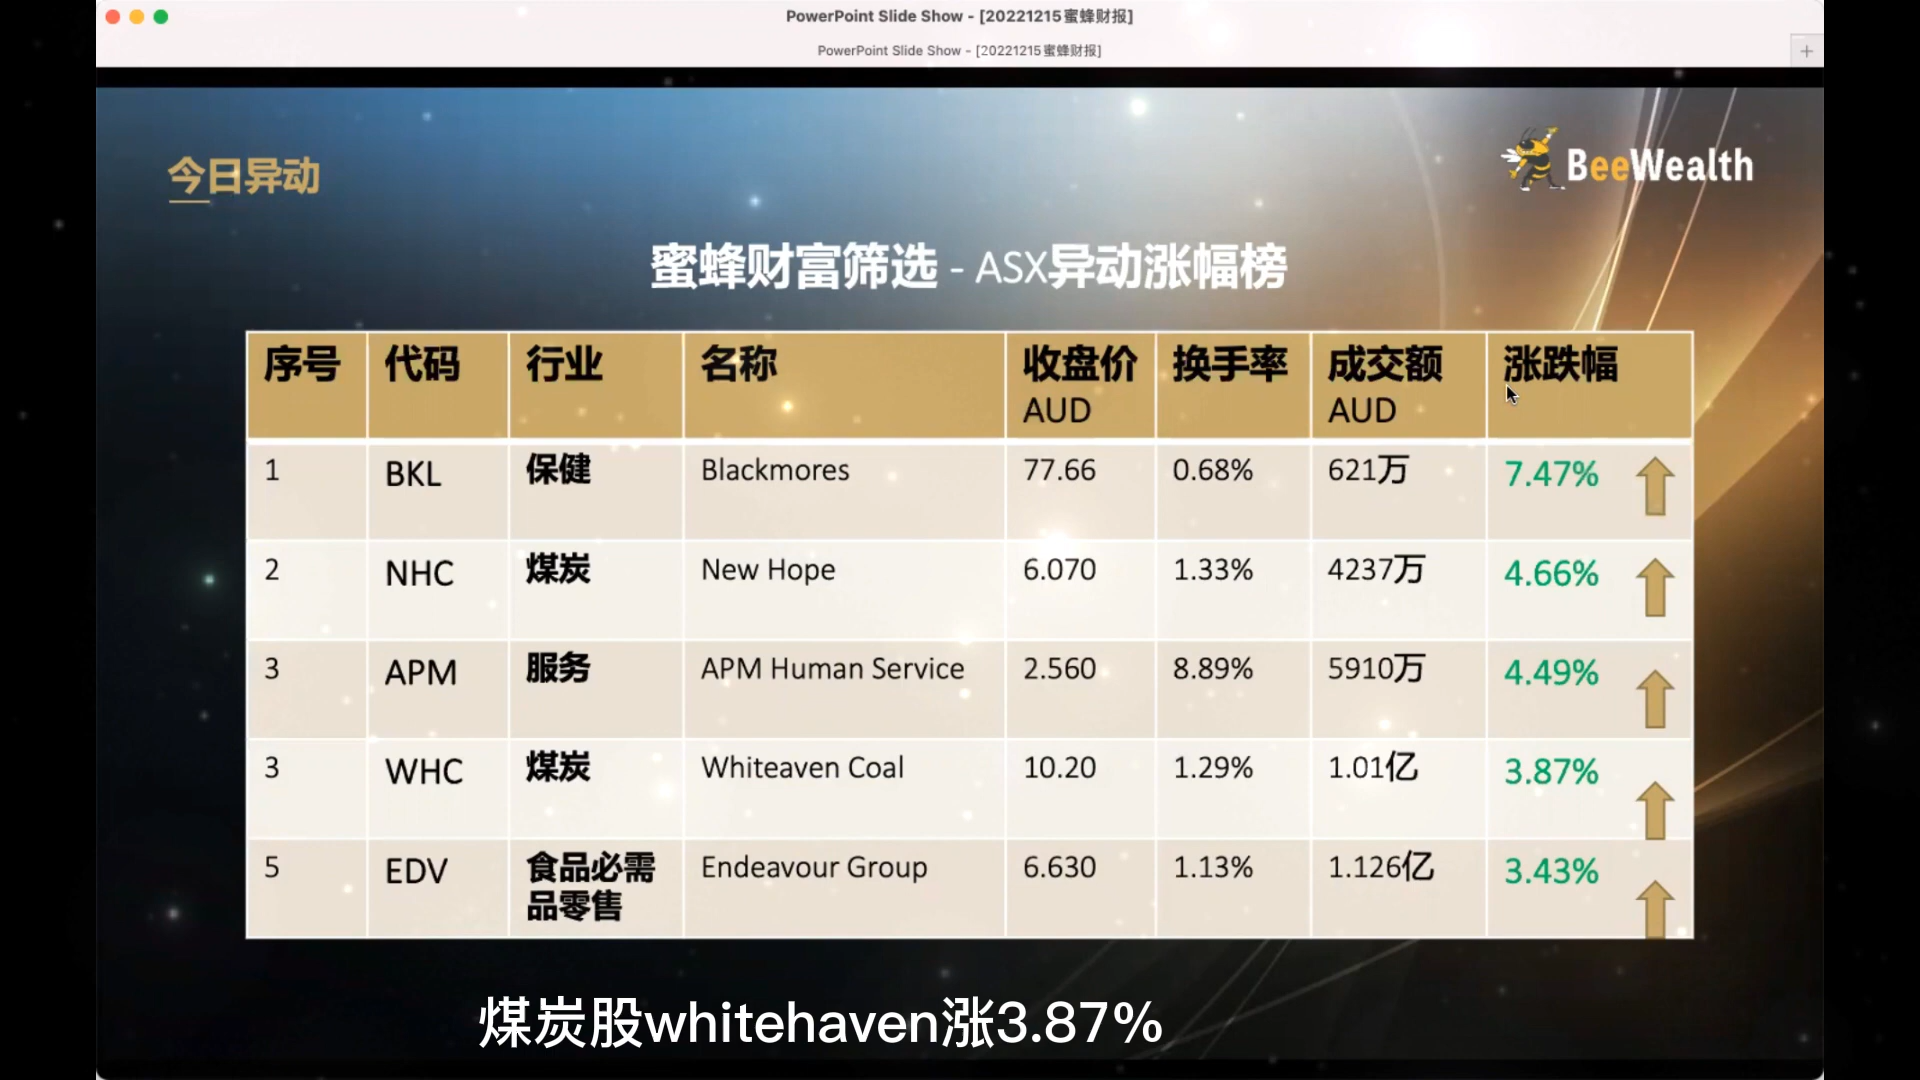 PowerPoint Slide Show - [20221215蜜蜂财报]
PowerPoint Slide Show - [20221215蜜蜂财报]
今日异动
BeeWealth
蜜蜂财富筛选 - ASX异动涨幅榜
序号 代码 行业 名称 收盘价 换手率 成交额 涨跌幅
AUD AUD
1 BKL 保健 Blackmores 77.66 0.68% 621万 7.47%
2 NHC 煤炭 New Hope 6.070 1.33% 4237万 4.66%
3 APM 服务 APM Human Service 2.560 8.89% 5910万 4.49%
3 WHC 煤炭 Whiteaven Coal 10.20 1.29% 1.01亿 3.87%
5 EDV 食品必需 Endeavour Group 6.630 1.13% 1.126亿 3.43%
品零售
煤炭股whitehaven涨3.87%